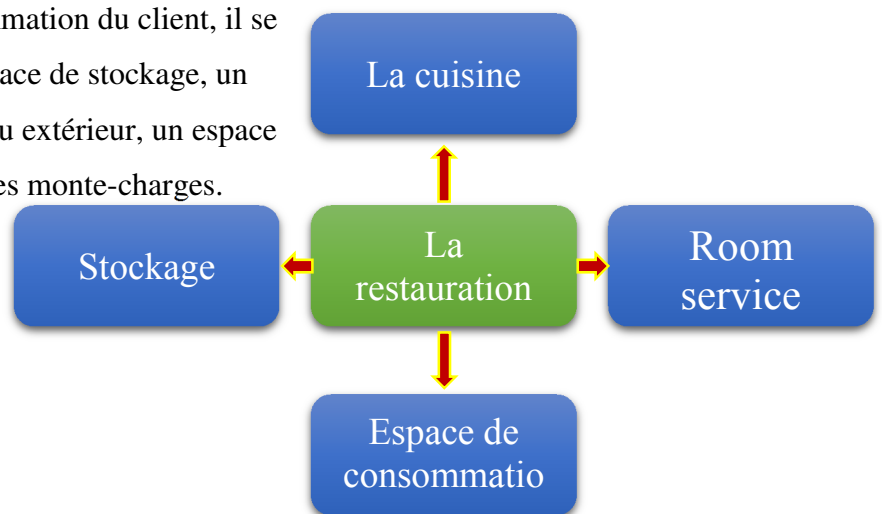 mation du client, il se
ace de stockage, un
u extérieur, un espace
es monte-charges.
La cuisine
Stockage
La
restauration
Room
service
Espace de
consommatio